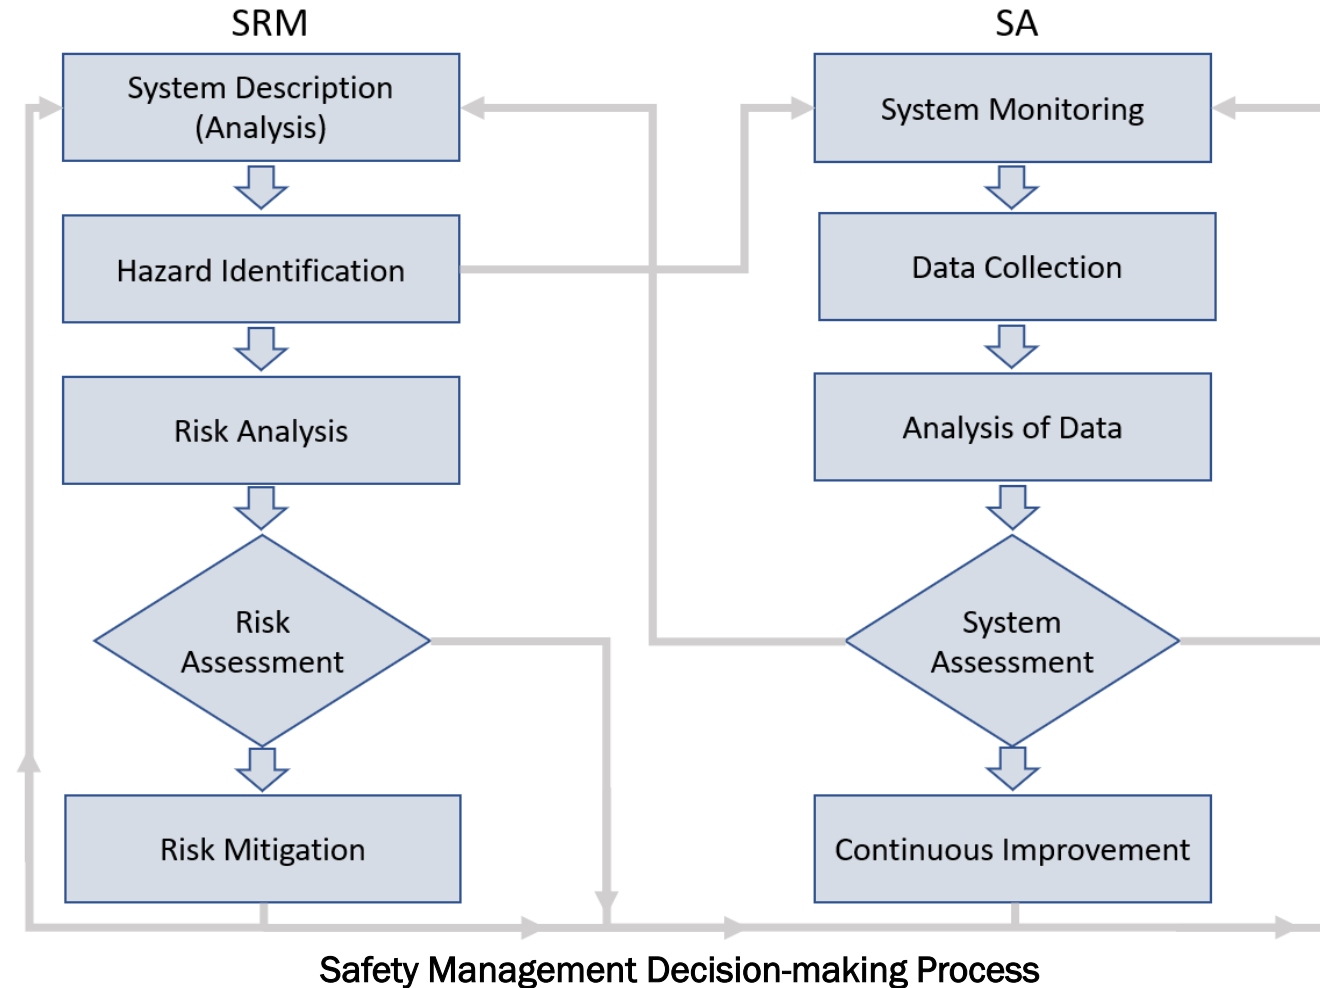 SRM
System Description
(Analysis)
Hazard Identification
Risk Analysis
Risk
Assessment
Risk Mitigation
SA
System Monitoring
Data Collection
Analysis of Data
System
Assessment
Continuous Improvement
Safety Management Decision-making Process